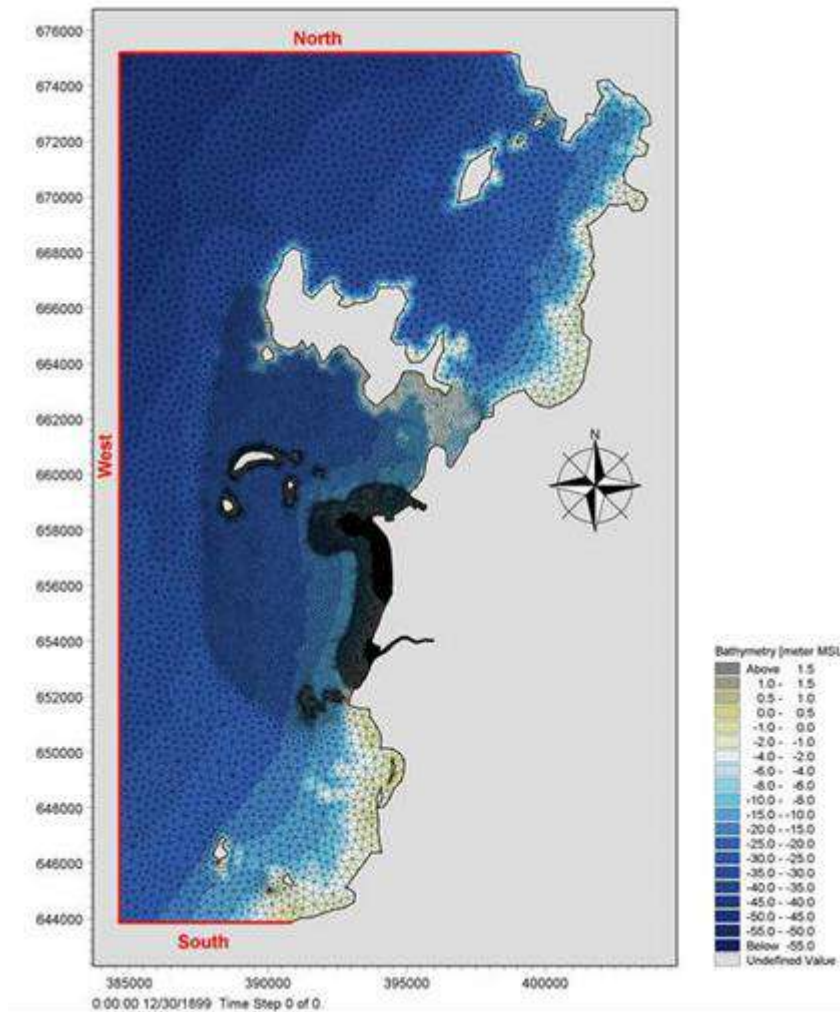 676000
North
674000
672000
670000
668000
666000
664000
662000
West
660000
N
658000
656000
654000
652000
650000
648000
646000
644000
South
385000 390000 395000 400000
0:00:00 12/30/1899 Time Step 0 of 0.
Bathymetry [meter MSL
Above 1.5
1.0 - 1.5
0.5 - 1.0
0.0 - 0.5
-1.0 - 0.0
-2.0 - -1.0
-4.0 - -2.0
-6.0 - -4.0
-8.0 - -6.0
-10.0 - -8.0
-15.0 - -10.0
-20.0 - -15.0
-25.0 - -20.0
-30.0 - -25.0
-35.0 - -30.0
-40.0 - -35.0
-45.0 - -40.0
-50.0 - -45.0
-55.0 - -50.0
Below -55.0
Undefined Value